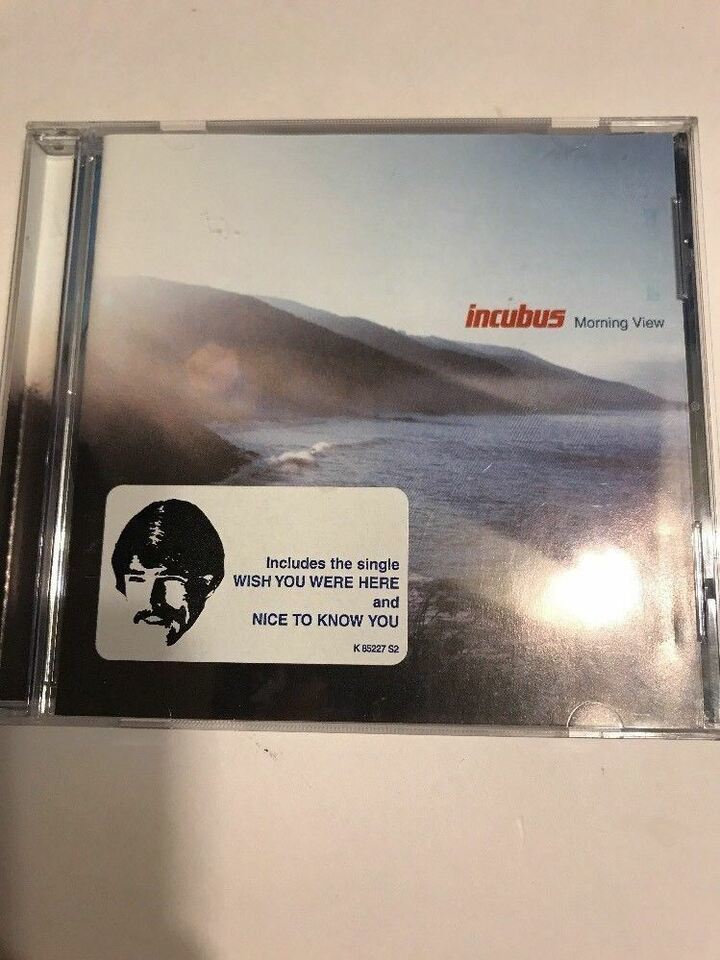 incubus Morning View
Includes the single
WISH YOU WERE HERE
and
NICE TO KNOW YOU
K 85227 S2